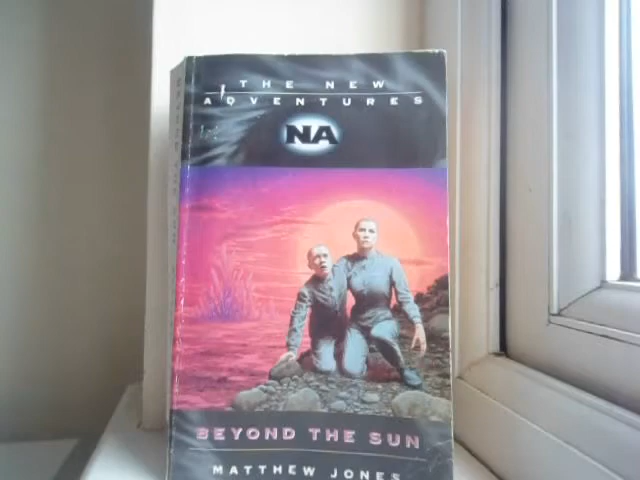 THE NEW
ADVENTURES
NA
BEYOND THE SUN
MATTHEW JONES